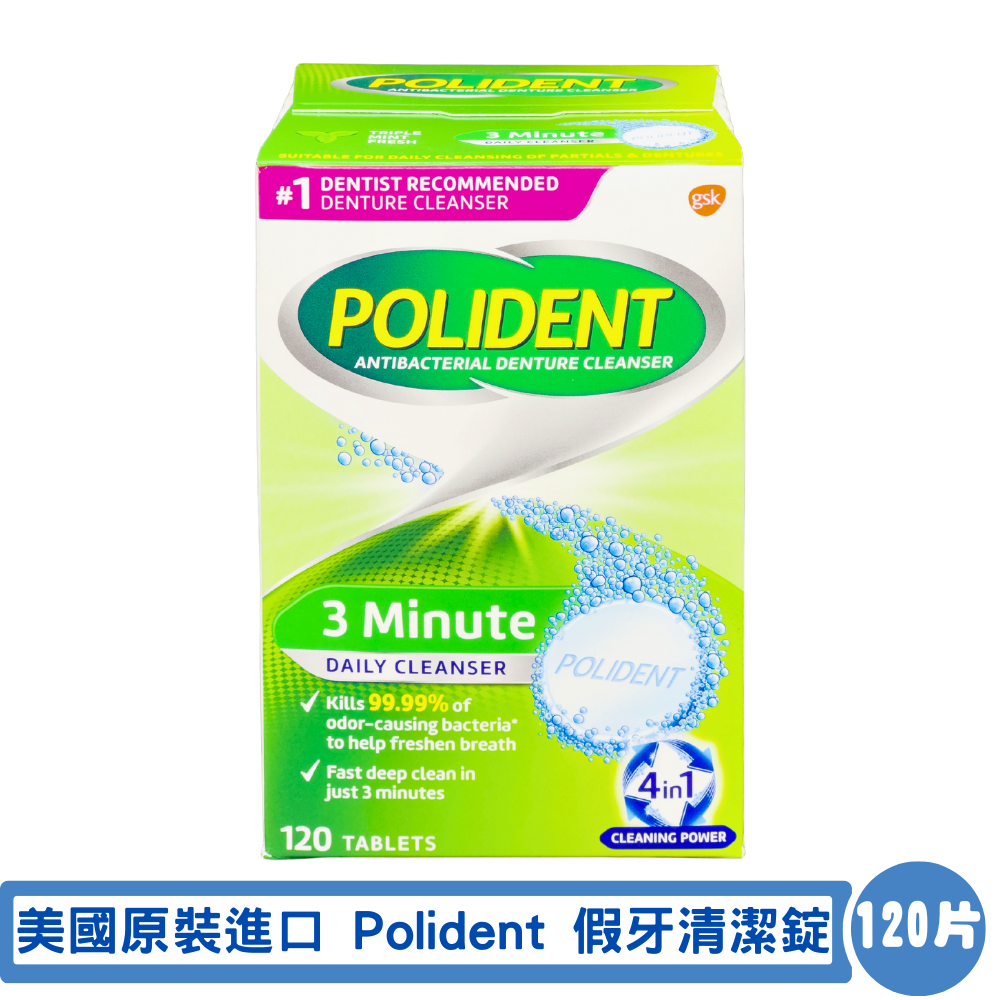 POLIDENT
ANTIBACTERIAL DENTURE CLEANSER
TRIPLE
MINT
FRESH
3 Minute
DAILY CLEANSER
POLIDENT
SUITABLE FOR DAILY CLEANSING OF PARTIALS & DENTURES
#1 DENTIST RECOMMENDED
DENTURE CLEANSER
gsk
POLIDENT
ANTIBACTERIAL DENTURE CLEANSER
3 Minute
DAILY CLEANSER
POLIDENT
✓ Kills 99.99% of
odor-causing bacteria*
to help freshen breath
✓ Fast deep clean in
just 3 minutes
4in1
CLEANING POWER
120 TABLETS
美國原裝進口 Polident 假牙清潔錠
120片